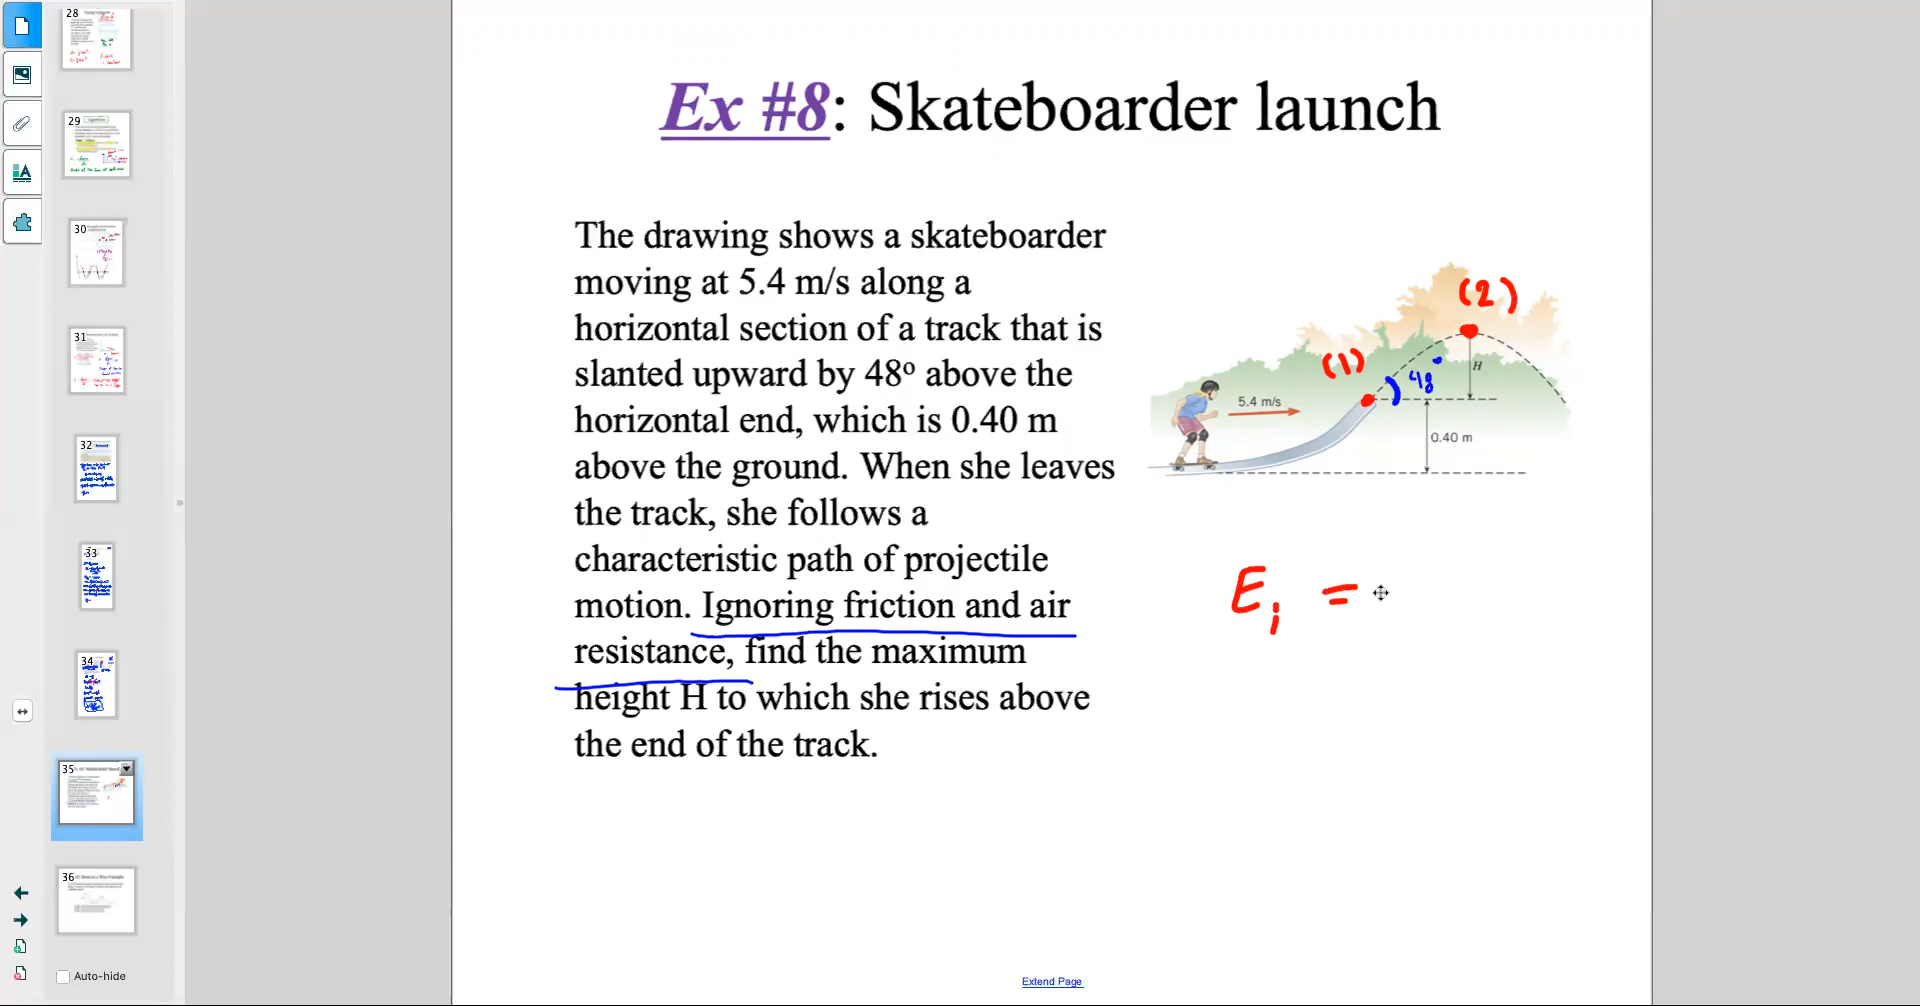 Ex #8: Skateboarder launch
The drawing shows a skateboarder
moving at 5.4 m/s along a
horizontal section of a track that is
slanted upward by 48° above the
horizontal end, which is 0.40 m
above the ground. When she leaves
the track, she follows a
characteristic path of projectile
motion. Ignoring friction and air
resistance, find the maximum
height H to which she rises above
the end of the track.
(2)
(1)
48°
H
5.4 m/s
0.40 m
Ei =
28
29
30
31
32
33
34
35
36
Auto-hide
Extend Page